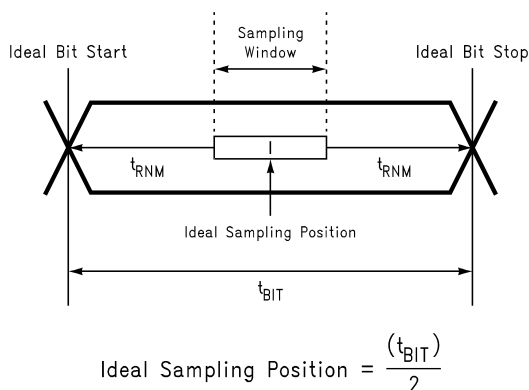 Sampling
Window
Ideal Bit Start
Ideal Bit Stop
tRNM
tRNM
Ideal Sampling Position
tBIT
Ideal Sampling Position = (tBIT)
2